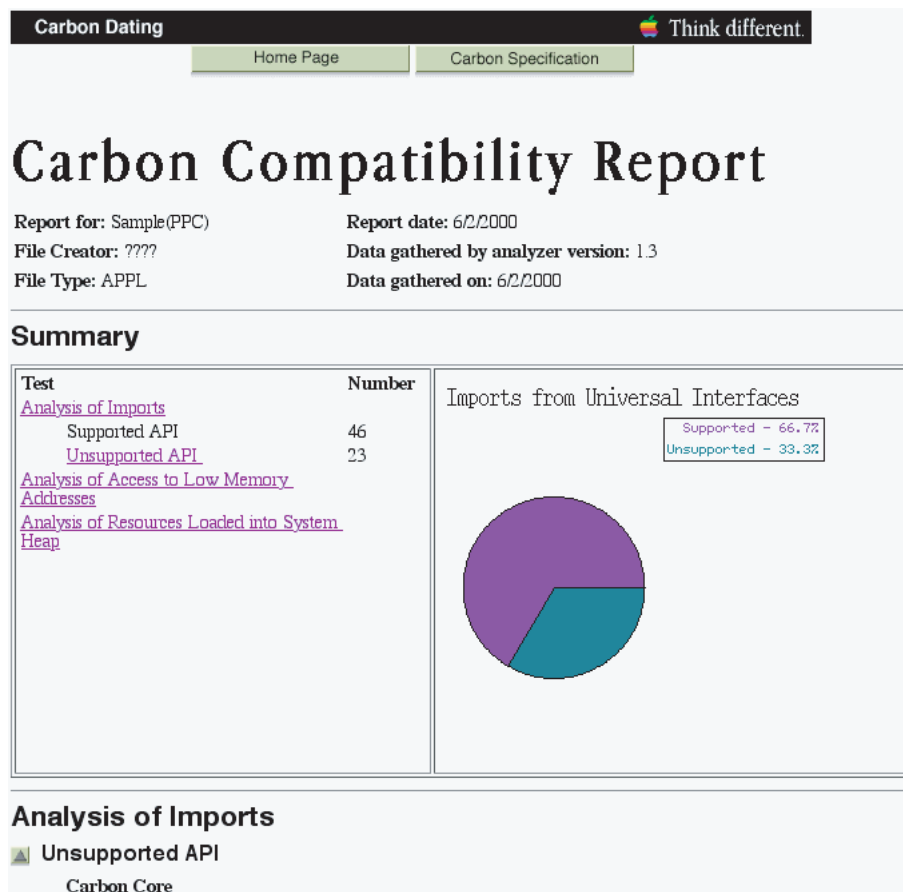 Carbon Dating
Think different.
Home Page
Carbon Specification
Carbon Compatibility Report
Report for: Sample(PPC)
Report date: 6/2/2000
File Creator: ????
Data gathered by analyzer version: 1.3
File Type: APPL
Data gathered on: 6/2/2000
Summary
Test Number
Analysis of Imports
Supported API 46
Unsupported API 23
Analysis of Access to Low Memory
Addresses
Analysis of Resources Loaded into System
Heap
Imports from Universal Interfaces
Supported - 66.7%
Unsupported - 33.3%
Analysis of Imports
Unsupported API
Carbon Core